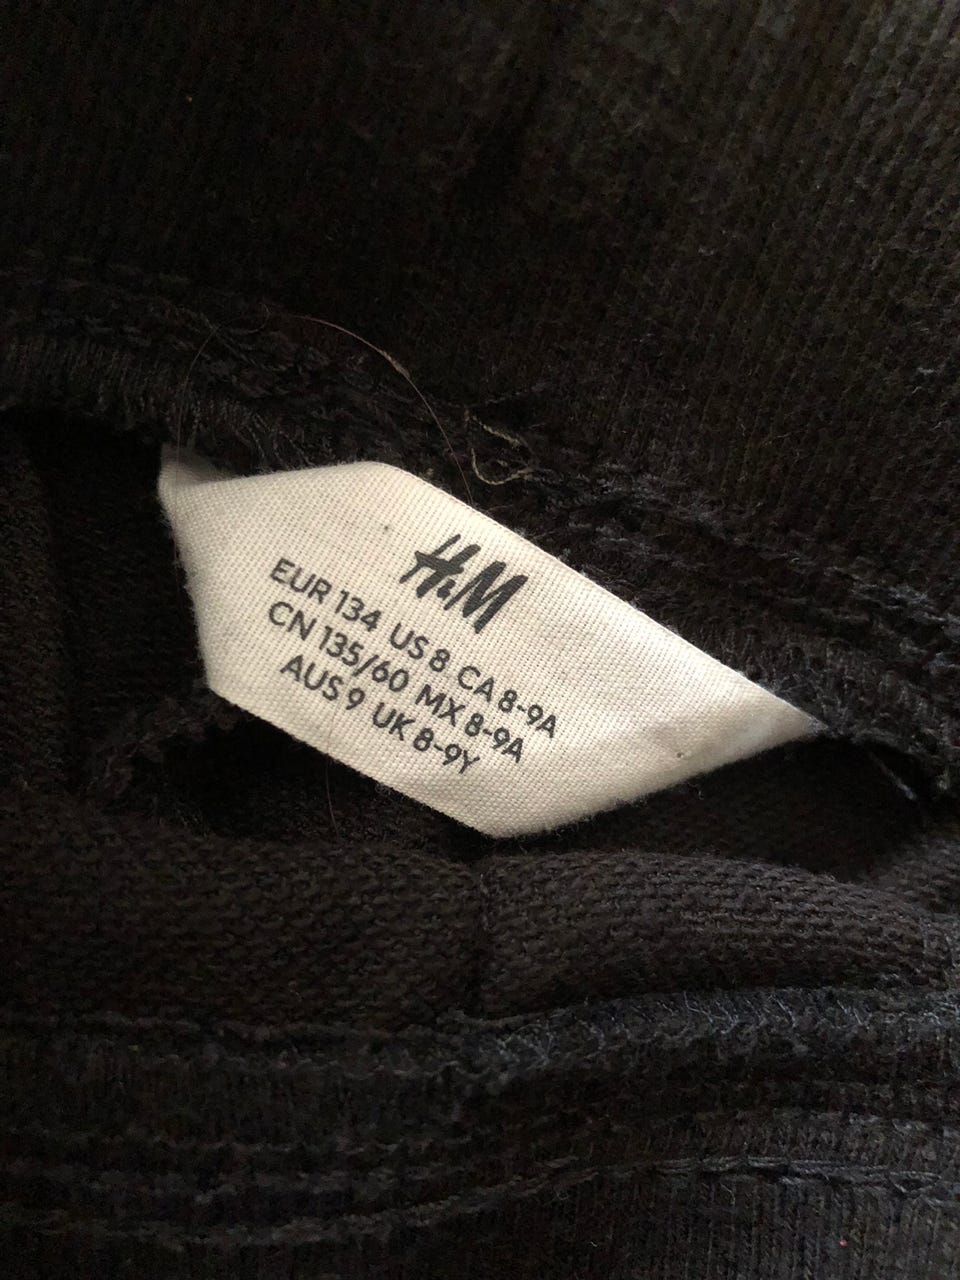 H&M
EUR 134 US 8 CA 8-9A
CN 135/60 MX 8-9A
AUS 9 UK 8-9Y